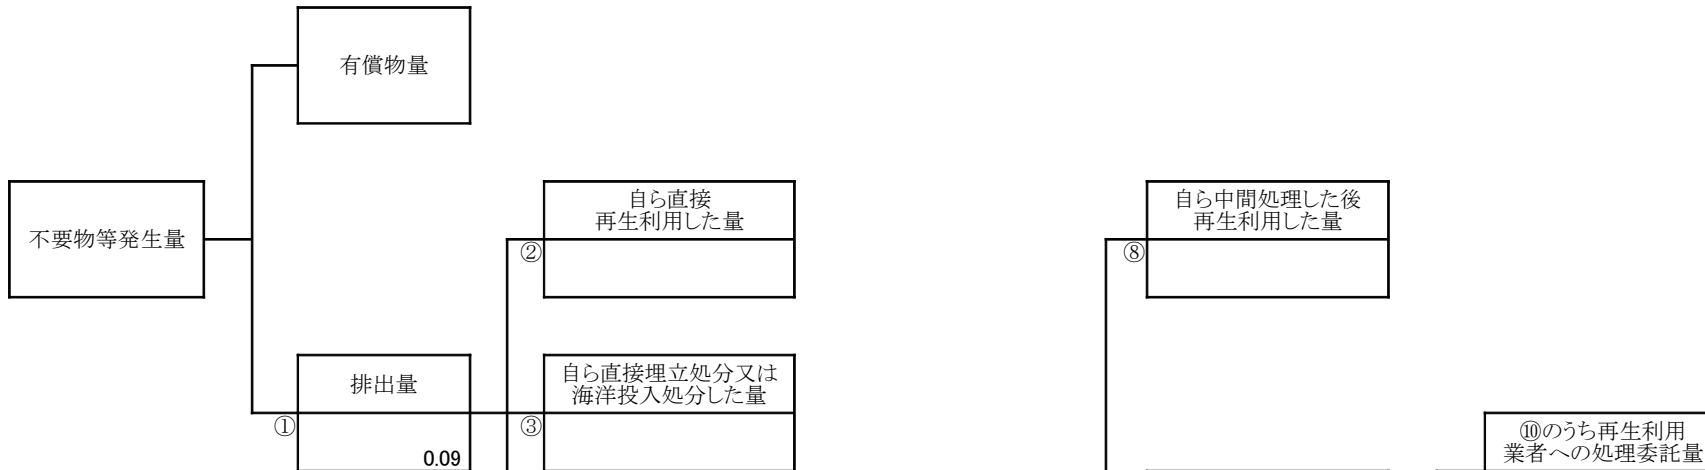 有償物量
不要物等発生量
自ら直接
再生利用した量
②
自ら中間処理した後
再生利用した量
⑧
排出量
①
0.09
自ら直接埋立処分又は
海洋投入処分した量
③
⑩のうち再生利用
業者への処理委託量